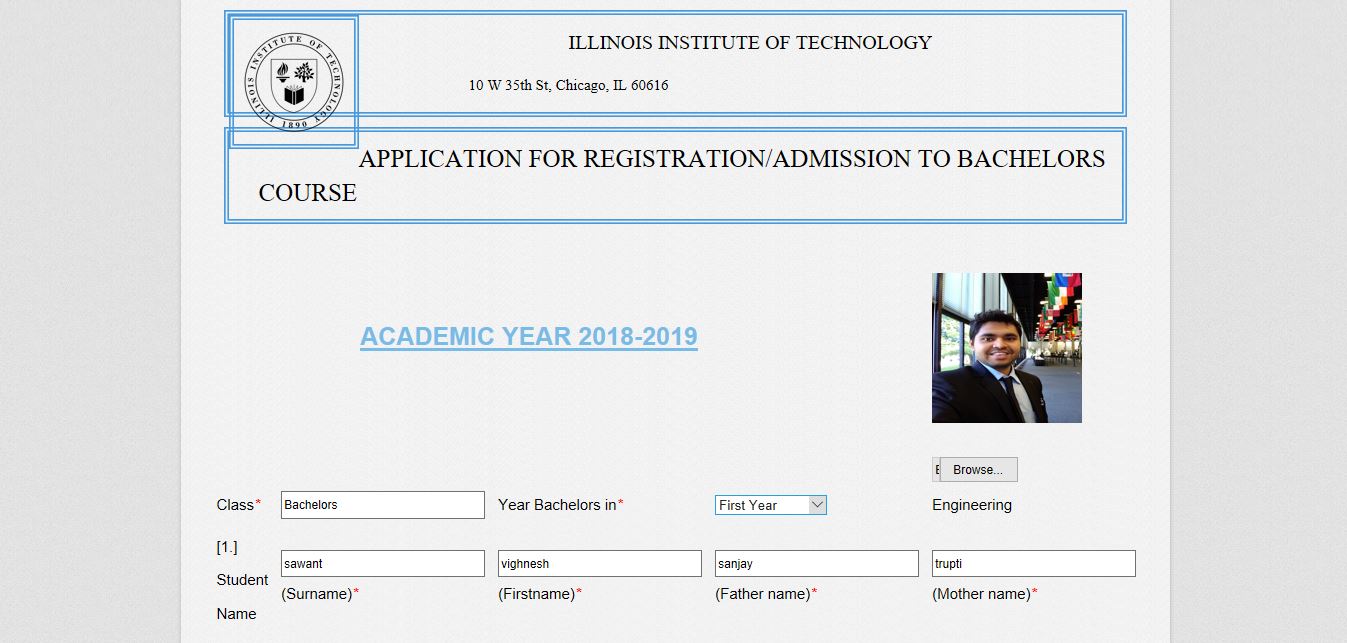 ILLINOIS INSTITUTE OF TECHNOLOGY
1890
ILLINOIS INSTITUTE OF TECHNOLOGY
10 W 35th St, Chicago, IL 60616
APPLICATION FOR REGISTRATION/ADMISSION TO BACHELORS
COURSE
ACADEMIC YEAR 2018-2019
Browse...
Class* Bachelors Year Bachelors in* First Year Engineering
[1.]
Student
Name
sawant vighnesh sanjay trupti
(Surname)* (Firstname)* (Father name)* (Mother name)*